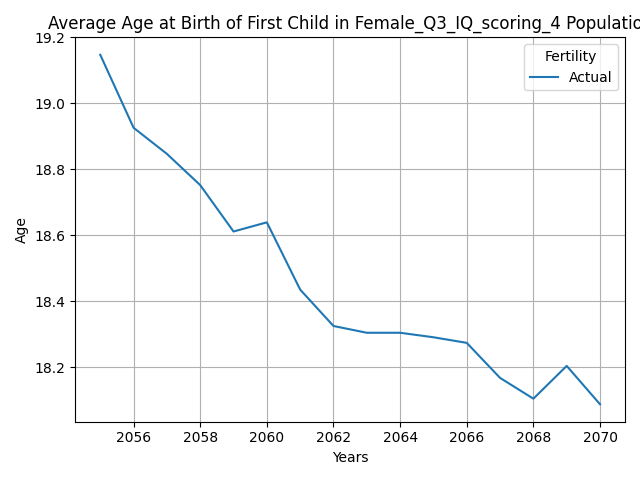 Average Age at Birth of First Child in Female_Q3_IQ_scoring_4 Populatio
19.2
Fertility
Actual
19.0
18.8
18.6
18.4
18.2
Age
2056 2058 2060 2062 2064 2066 2068 2070
Years